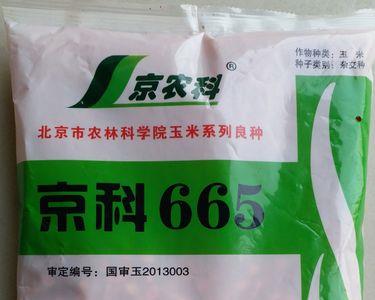 作物种类：玉米
种子类别：杂交种
京农科®
北京市农林科学院玉米系列良种
京科665
审定编号：国审玉2013003